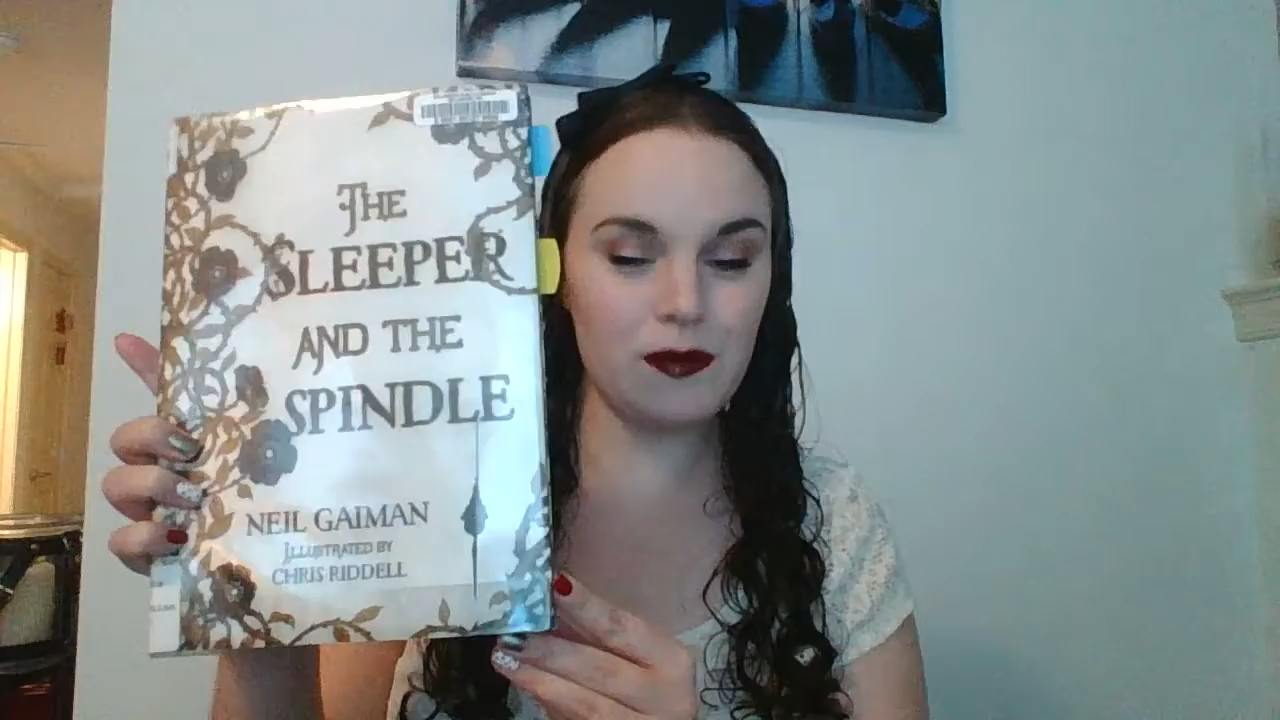 THE
SLEEPER
AND THE
SPINDLE
NEIL GAIMAN
ILLUSTRATED BY
CHRIS RIDDELL